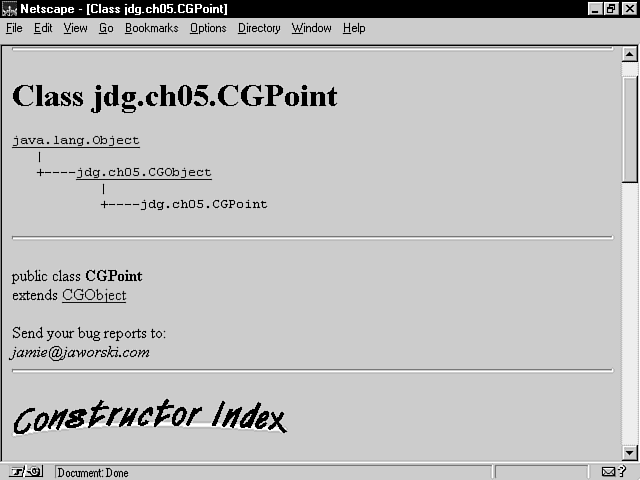 Netscape - [Class jdg.ch05.CGPoint]
File Edit View Go Bookmarks Options Directory Window Help
Class jdg.ch05.CGPoint
java.lang.Object
|
+----jdg.ch05.CGObject
|
+----jdg.ch05.CGPoint
public class CGPoint
extends CGObject
Send your bug reports to:
jamie@jaworski.com
Constructor Index
Document: Done
?